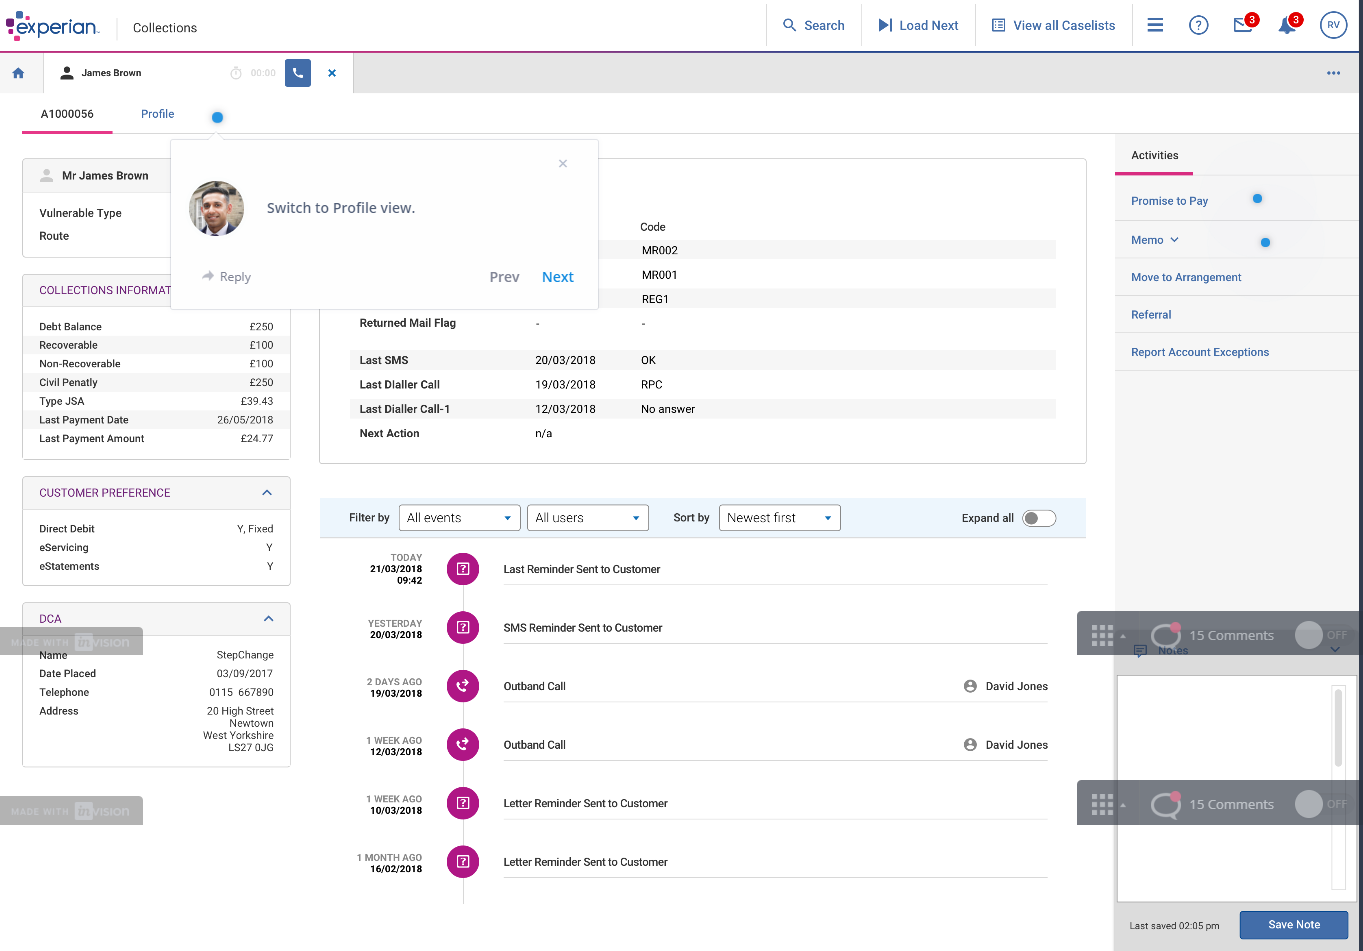 experian.
Collections
Search
Load Next
View all Caselists
3
3
RV
James Brown
00:00
A1000056
Profile
Switch to Profile view.
Reply
Prev
Next
Mr James Brown
Vulnerable Type
Route
COLLECTIONS INFORMAT
Debt Balance £250
Recoverable £100
Non-Recoverable £100
Civil Penatly £250
Type JSA £39.43
Last Payment Date 26/05/2018
Last Payment Amount £24.77
CUSTOMER PREFERENCE
Direct Debit Y, Fixed
eServicing Y
eStatements Y
DCA
MADE WITH invision
Name StepChange
Date Placed 03/09/2017
Telephone 0115 667890
Address 20 High Street
Newtown
West Yorkshire
LS27 0JG
MADE WITH invision
Code
MR002
MR001
REG1
Returned Mail Flag - -
Last SMS 20/03/2018 OK
Last Dialler Call 19/03/2018 RPC
Last Dialler Call-1 12/03/2018 No answer
Next Action n/a
Filter by All events All users Sort by Newest first Expand all
TODAY
21/03/2018
09:42
Last Reminder Sent to Customer
YESTERDAY
20/03/2018
SMS Reminder Sent to Customer
2 DAYS AGO
19/03/2018
Outband Call David Jones
1 WEEK AGO
12/03/2018
Outband Call David Jones
1 WEEK AGO
10/03/2018
Letter Reminder Sent to Customer
1 MONTH AGO
16/02/2018
Letter Reminder Sent to Customer
Activities
Promise to Pay
Memo
Move to Arrangement
Referral
Report Account Exceptions
15 Comments OFF
Notes
15 Comments OFF
Last saved 02:05 pm
Save Note